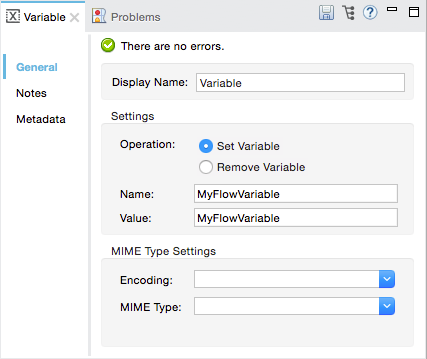 Variable Problems
There are no errors.
General
Notes
Metadata
Display Name: Variable
Settings
Operation: Set Variable
Remove Variable
Name: MyFlowVariable
Value: MyFlowVariable
MIME Type Settings
Encoding:
MIME Type: